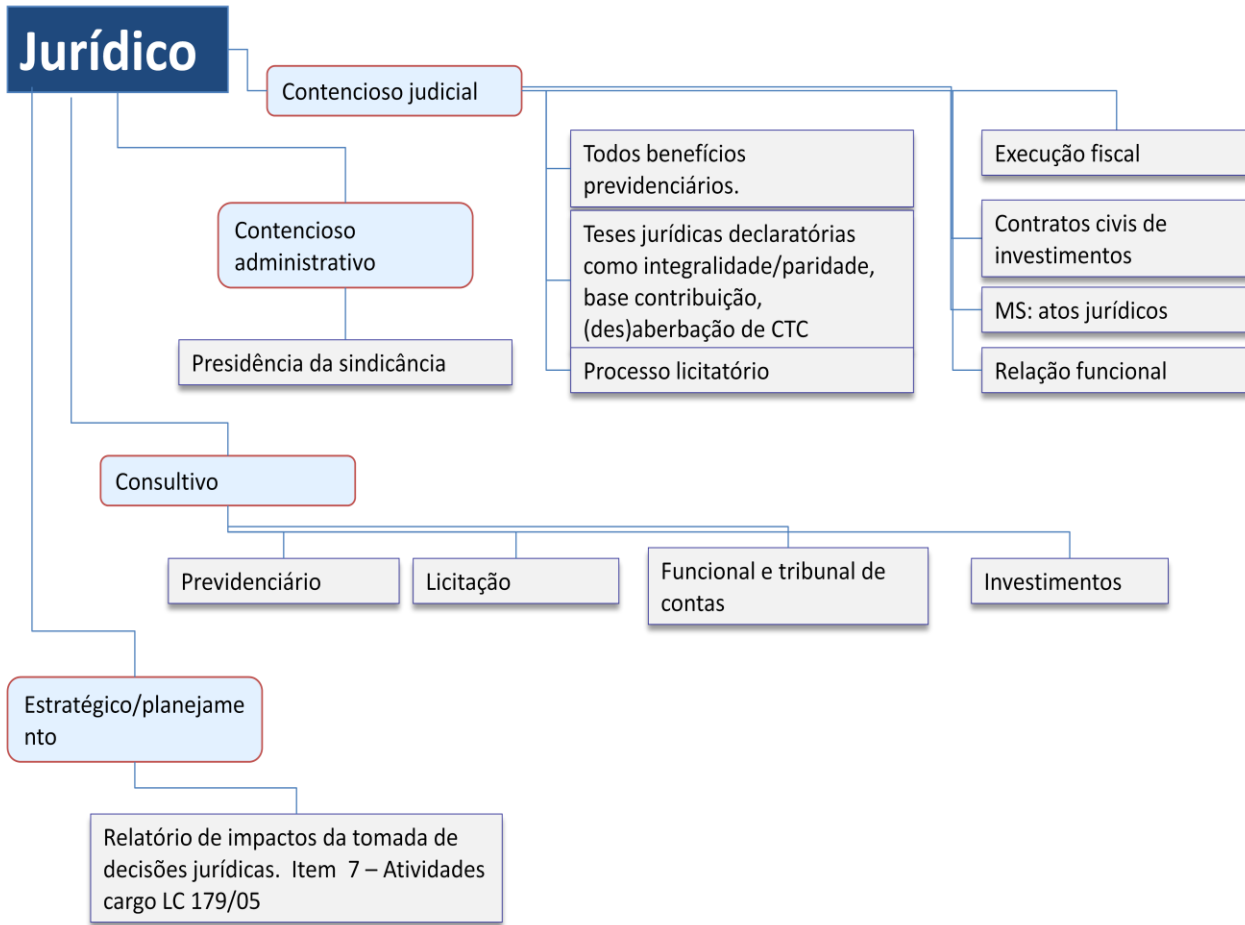 Jurídico
Contencioso judicial
Todos benefícios
previdenciários.
Execução fiscal
Contencioso
administrativo
Teses jurídicas declaratórias
como integralidade/paridade,
base contribuição,
(des)aberbação de CTC
Contratos civis de
investimentos
MS: atos jurídicos
Presidência da sindicância
Processo licitatório
Relação funcional
Consultivo
Previdenciário
Licitação
Funcional e tribunal de
contas
Investimentos
Estratégico/planejame
nto
Relatório de impactos da tomada de
decisões jurídicas.  Item  7 – Atividades
cargo LC 179/05